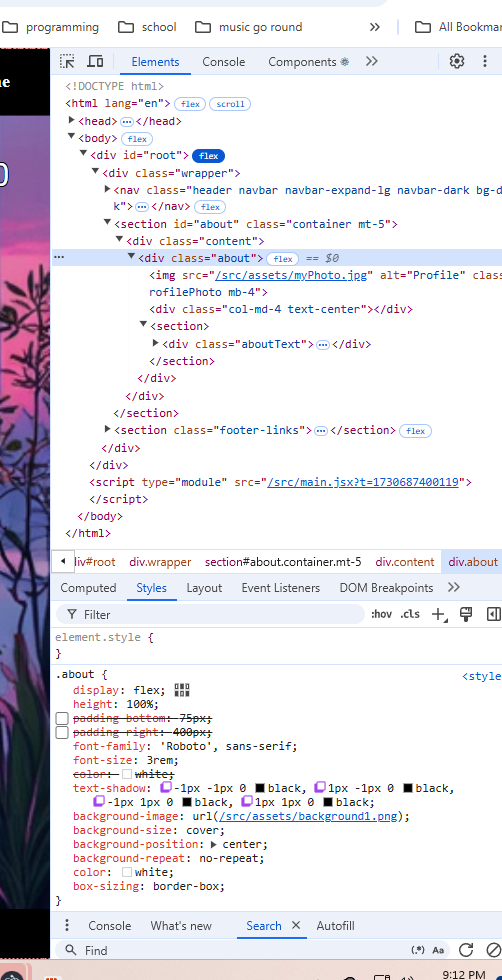 programming school music go round » All Bookmar
Elements Console Components »
ne
<!DOCTYPE html>
<html lang="en"> flex scroll
<head> ⋯ </head>
0
<body> flex
<div id="root"> flex
<div class="wrapper">
<nav class="header navbar navbar-expand-lg navbar-dark bg-d
k"> ⋯ </nav> flex
<section id="about" class="container mt-5">
<div class="content">
⋯ <div class="about"> flex == $0
<img src="/src/assets/myPhoto.jpg" alt="Profile" clas
rofilePhoto mb-4">
<div class="col-md-4 text-center"></div>
<section>
<div class="aboutText"> ⋯ </div>
</section>
</div>
</div>
</section>
<section class="footer-links"> ⋯ </section> flex
</div>
</div>
<script type="module" src="/src/main.jsx?t=1730687400119">
</script>
</body>
</html>
div#root div.wrapper section#about.container.mt-5 div.content div.about
Computed Styles Layout Event Listeners DOM Breakpoints »
Filter :hov .cls +
element.style {
}
.about { <style
display: flex;
height: 100%;
padding-bottom: 75px;
padding-right: 400px;
font-family: 'Roboto', sans-serif;
font-size: 3rem;
color: white;
text-shadow: -1px -1px 0 black, 1px -1px 0 black,
-1px 1px 0 black, 1px 1px 0 black;
background-image: url(/src/assets/background1.png);
background-size: cover;
background-position: center;
background-repeat: no-repeat;
color: white;
box-sizing: border-box;
}
Console What's new Search × Autofill
Find (.*) Aa
9:12 PM